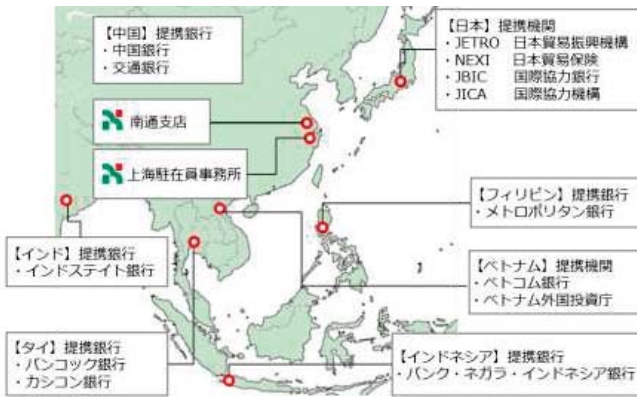 【中国】提携銀行
・中国銀行
・交通銀行
【日本】提携機関
・JETRO 日本貿易振興機構
・NEXI 日本貿易保険
・JBIC 国際協力銀行
・JICA 国際協力機構
南通支店
上海駐在員事務所
【フィリピン】提携銀行
・メトロポリタン銀行
【インド】提携銀行
・インドステイト銀行
【ベトナム】提携機関
・ベトコム銀行
・ベトナム外国投資庁
【タイ】提携銀行
・バンコック銀行
・カシコン銀行
【インドネシア】提携銀行
・バンク・ネガラ・インドネシア銀行